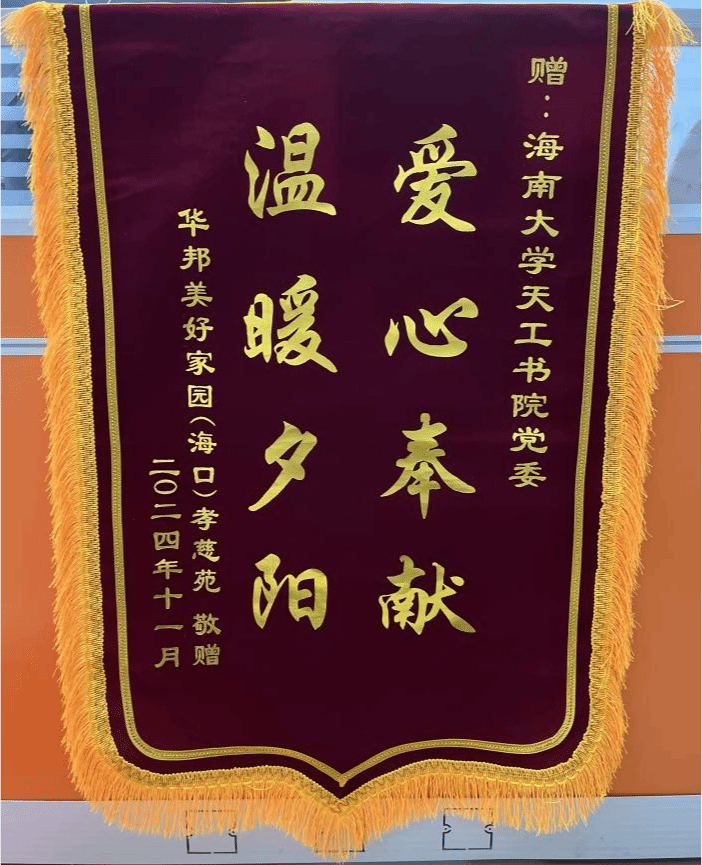 赠：海南大学天工书院党委
爱心奉献
温暖夕阳
华邦美好家园（海口）孝慈苑 敬赠
二〇二四年十一月